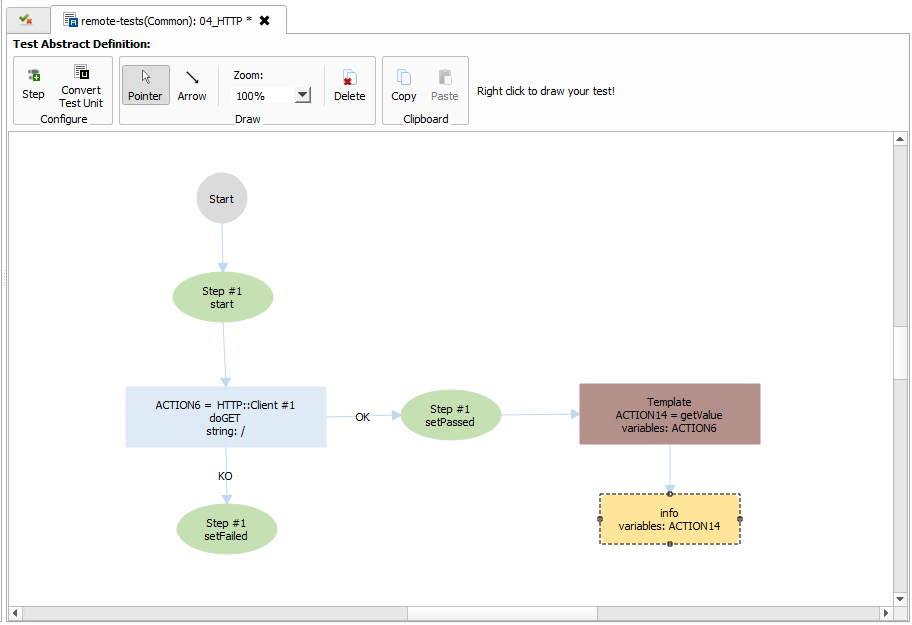 remote-tests(Common): 04_HTTP *
Test Abstract Definition:
Step
Convert
Test Unit
Configure
Pointer
Arrow
Zoom:
100%
Delete
Draw
Copy
Paste
Clipboard
Right click to draw your test!
Start
Step #1
start
ACTION6 = HTTP::Client #1
doGET
string: /
OK
Step #1
setPassed
Template
ACTION14 = getValue
variables: ACTION6
KO
Step #1
setFailed
info
variables: ACTION14